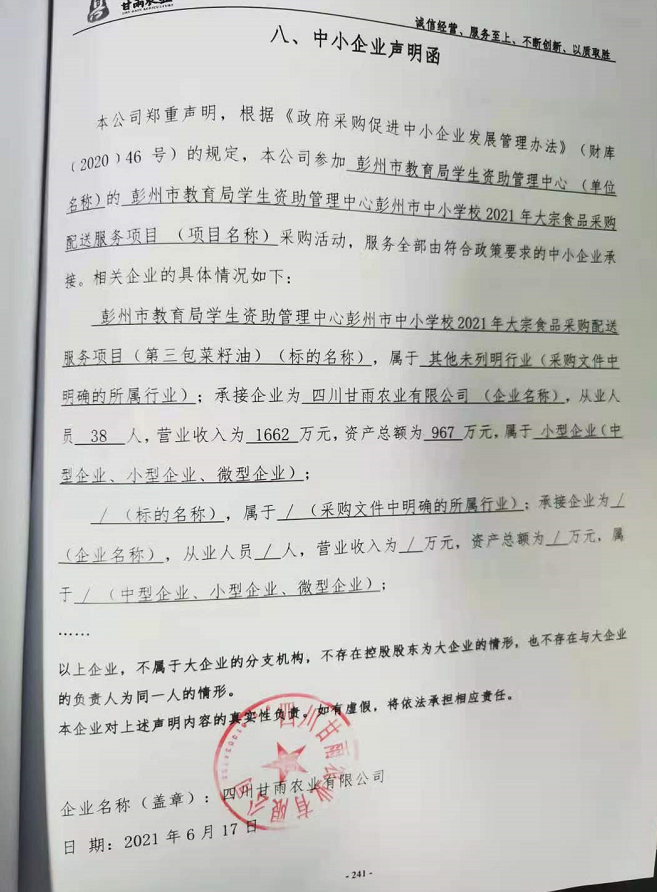 甘雨农业
诚信经营、服务至上、不断创新、以质取胜
八、中小企业声明函
本公司郑重声明，根据《政府采购促进中小企业发展管理办法》（财库
﹝2020﹞46 号）的规定，本公司参加 彭州市教育局学生资助管理中心 （单位
名称）的 彭州市教育局学生资助管理中心彭州市中小学校 2021 年大宗食品采购
配送服务项目 （项目名称）采购活动，服务全部由符合政策要求的中小企业承
接。相关企业的具体情况如下：
彭州市教育局学生资助管理中心彭州市中小学校 2021 年大宗食品采购配送
服务项目（第三包菜籽油）（标的名称），属于 其他未列明行业（采购文件中
明确的所属行业）；承接企业为 四川甘雨农业有限公司 （企业名称），从业人
员 38 人，营业收入为 1662 万元，资产总额为 967 万元，属于 小型企业（中
型企业、小型企业、微型企业）；
/ （标的名称），属于 / （采购文件中明确的所属行业）；承接企业为 /
（企业名称），从业人员 / 人，营业收入为 / 万元，资产总额为 / 万元，属
于 / （中型企业、小型企业、微型企业）；
……
以上企业，不属于大企业的分支机构，不存在控股股东为大企业的情形，也不存在与大企业
的负责人为同一人的情形。
本企业对上述声明内容的真实性负责。如有虚假，将依法承担相应责任。
四川甘雨农业有限公司
企业名称（盖章）：四川甘雨农业有限公司
日 期：2021 年 6 月 17 日
- 241 -